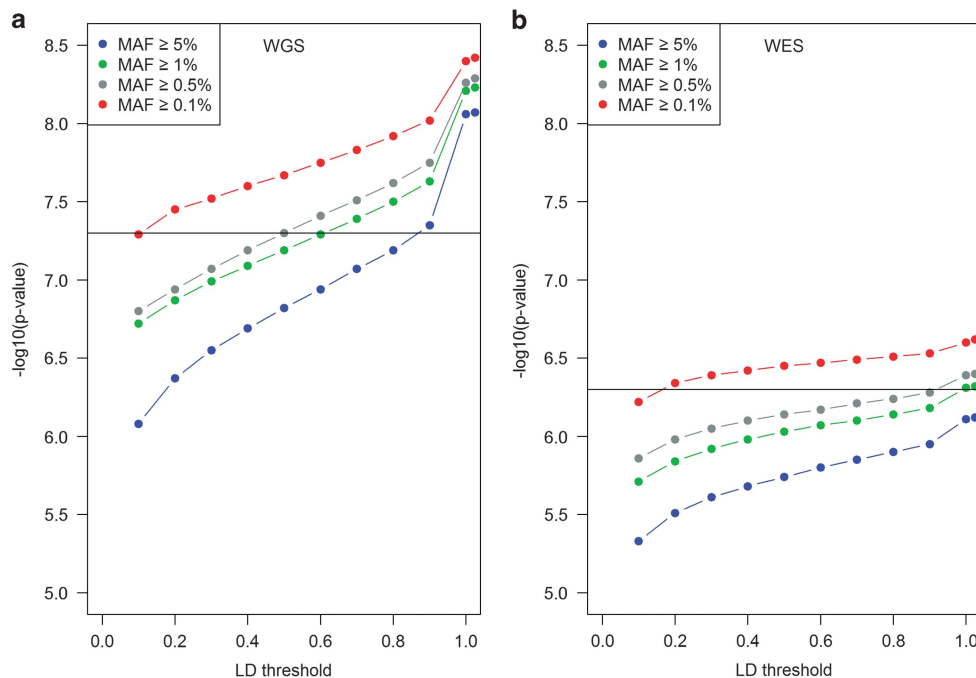 a
WGS
MAF ≥ 5%
MAF ≥ 1%
MAF ≥ 0.5%
MAF ≥ 0.1%
8.5
8.0
7.5
7.0
6.5
6.0
5.5
5.0
-log10(p-value)
0.0 0.2 0.4 0.6 0.8 1.0
LD threshold
b
WES
MAF ≥ 5%
MAF ≥ 1%
MAF ≥ 0.5%
MAF ≥ 0.1%
8.5
8.0
7.5
7.0
6.5
6.0
5.5
5.0
-log10(p-value)
0.0 0.2 0.4 0.6 0.8 1.0
LD threshold